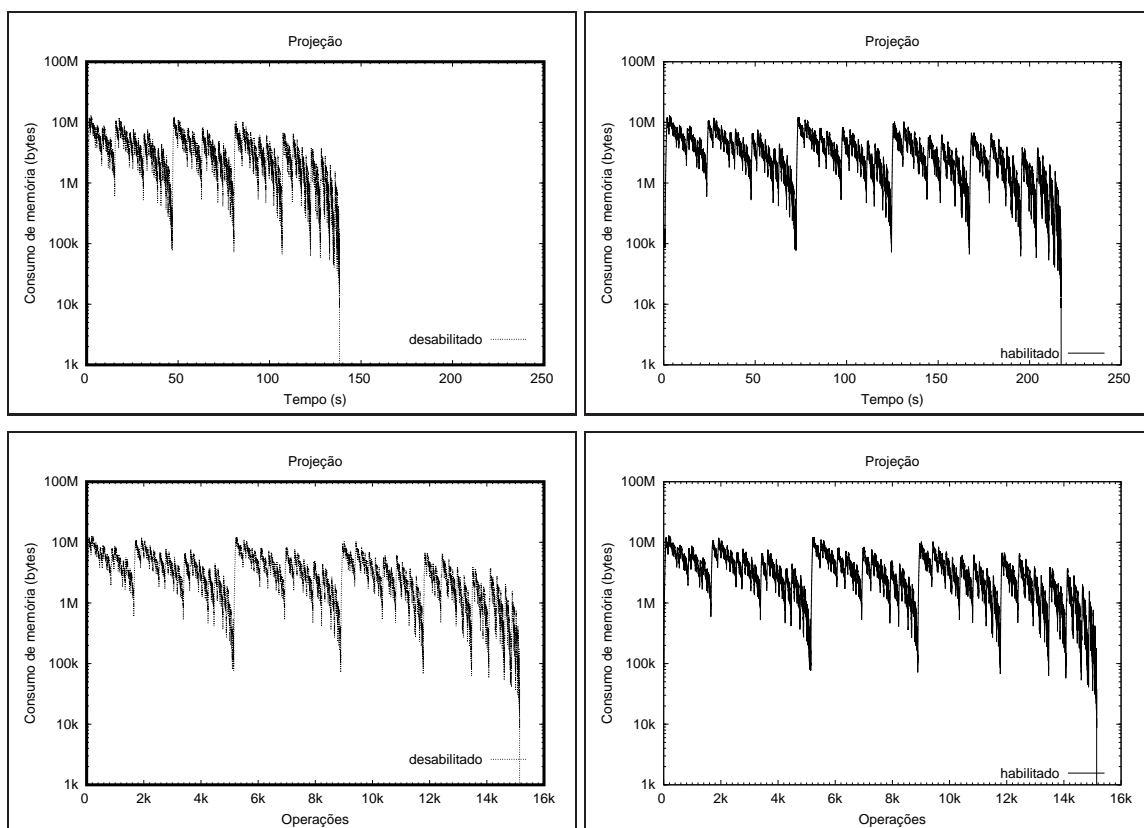 Projeção
100M
10M
1M
100k
10k
1k
Consumo de memória (bytes)
desabilitado
0 50 100 150 200 250
Tempo (s)
Projeção
100M
10M
1M
100k
10k
1k
Consumo de memória (bytes)
habilitado
0 50 100 150 200 250
Tempo (s)
Projeção
100M
10M
1M
100k
10k
1k
Consumo de memória (bytes)
desabilitado
0 2k 4k 6k 8k 10k 12k 14k 16k
Operações
Projeção
100M
10M
1M
100k
10k
1k
Consumo de memória (bytes)
habilitado
0 2k 4k 6k 8k 10k 12k 14k 16k
Operações